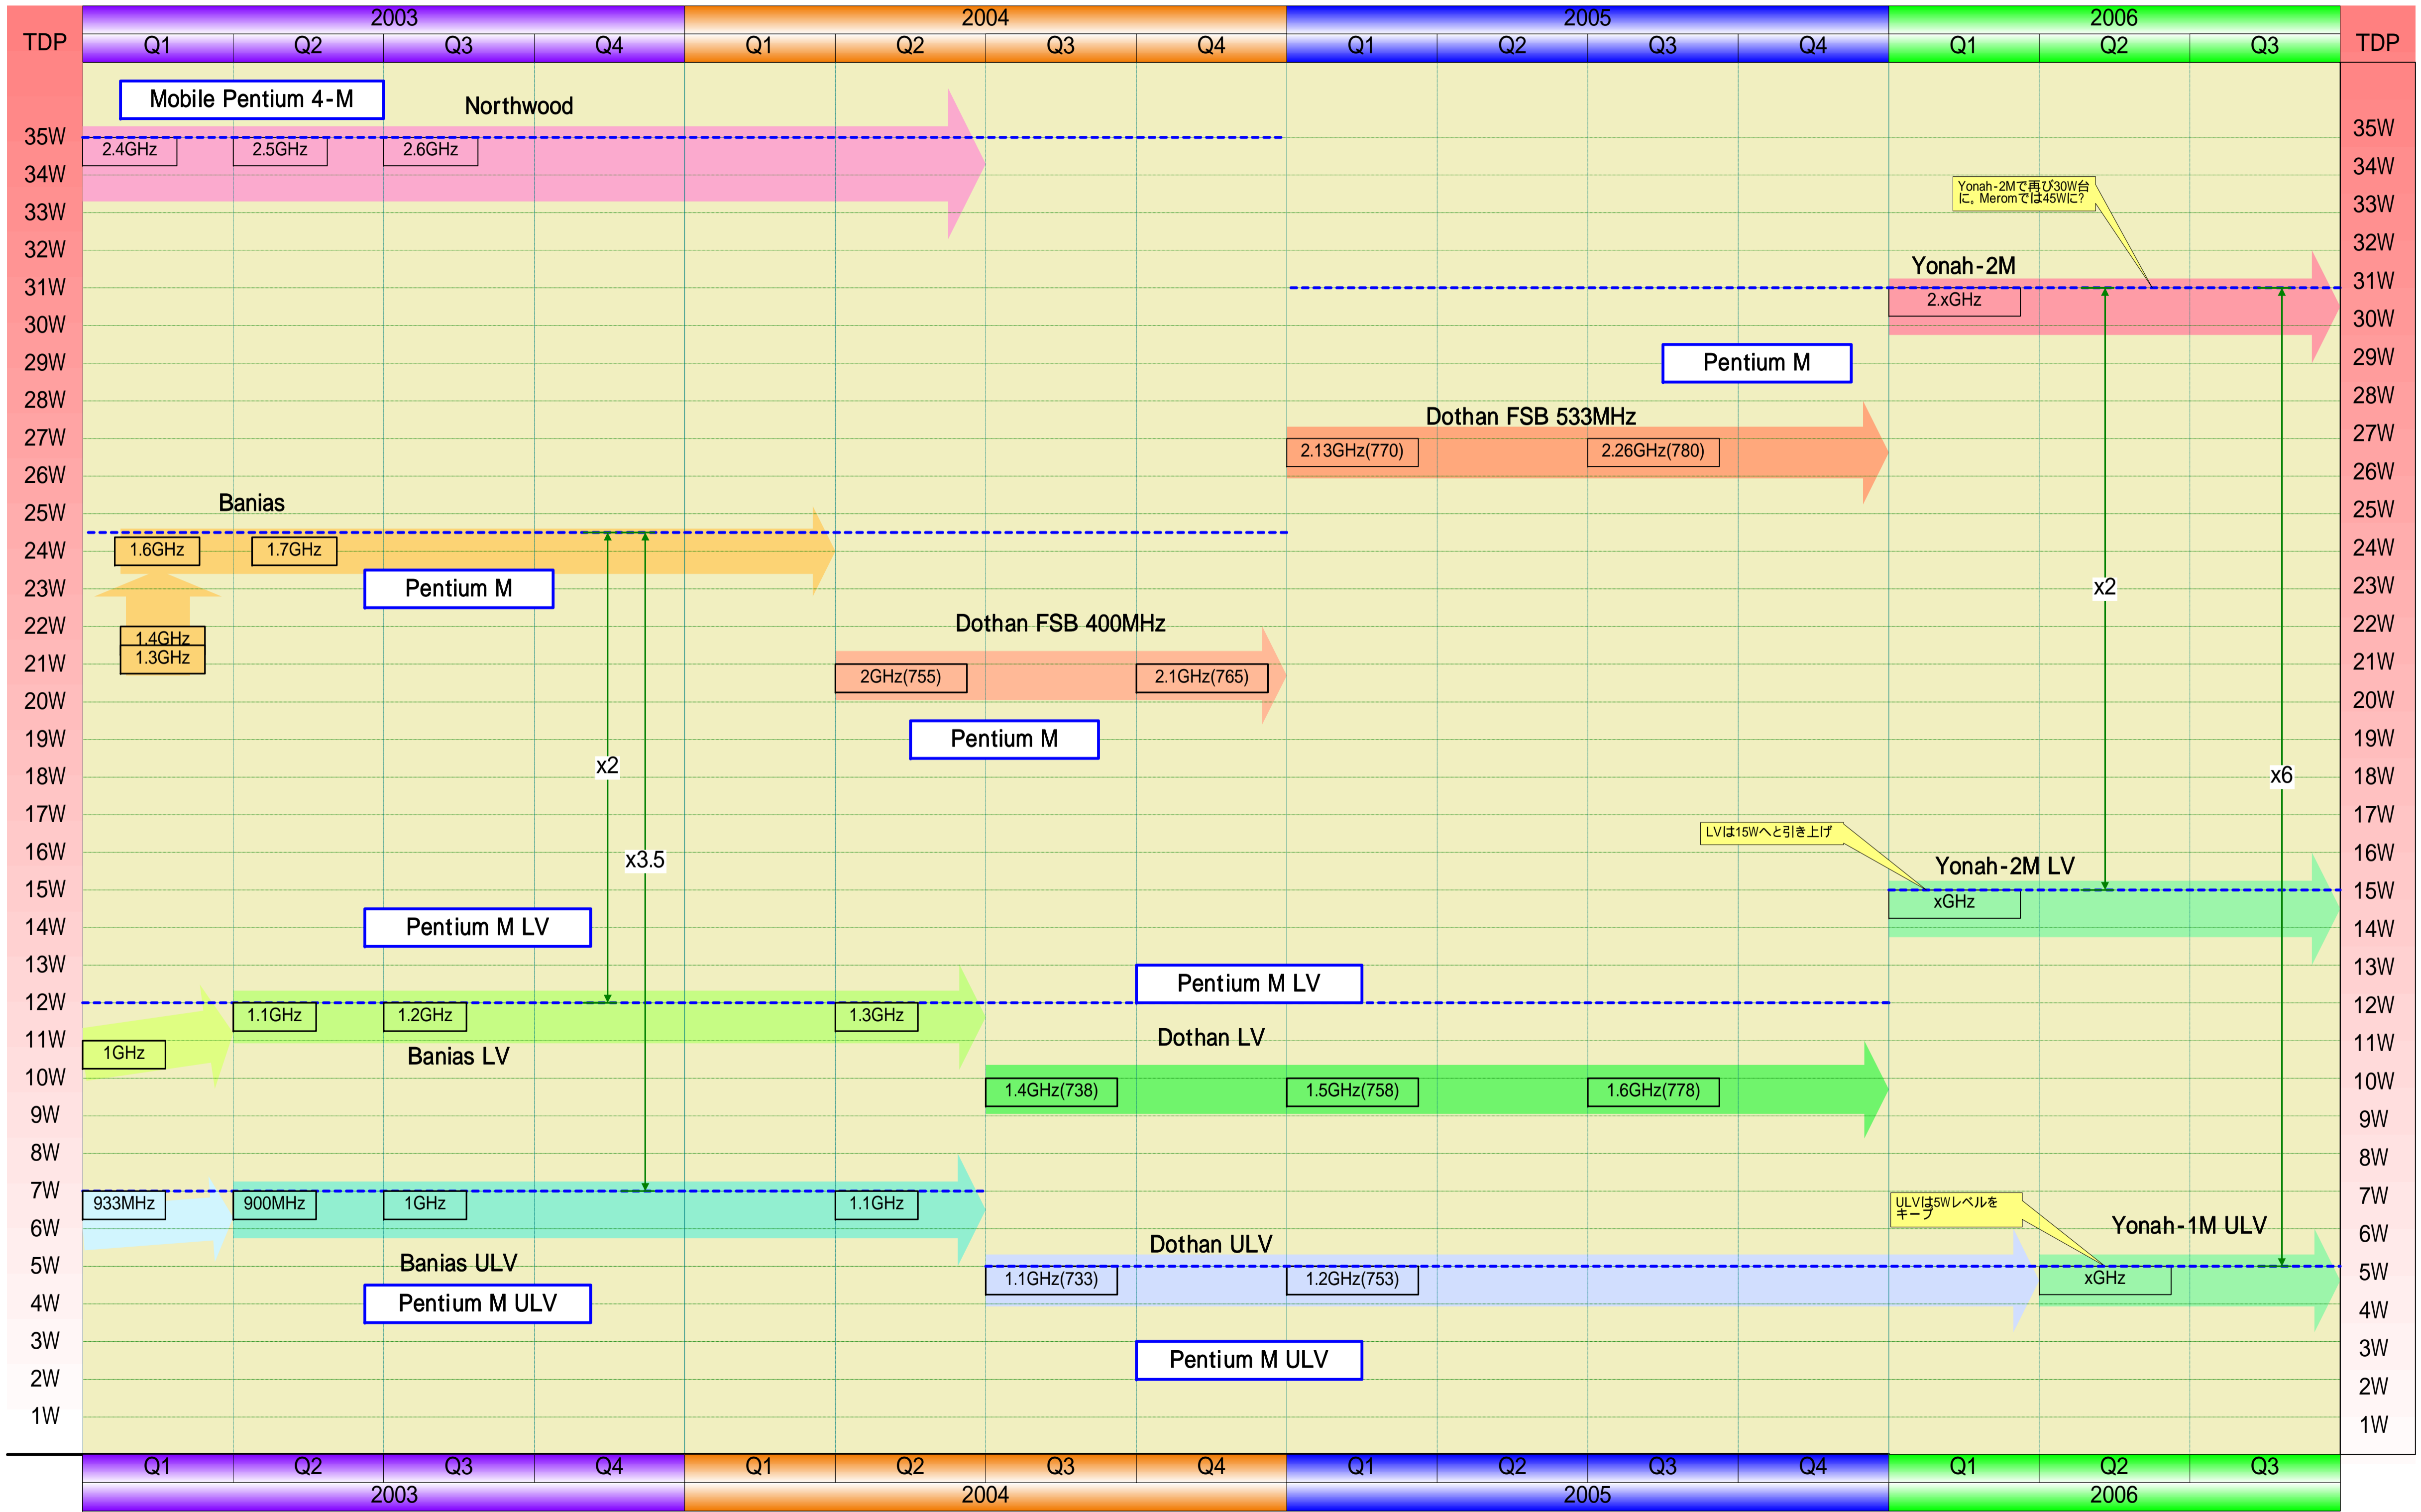 2003 2004 2005 2006
TDP Q1 Q2 Q3 Q4 Q1 Q2 Q3 Q4 Q1 Q2 Q3 Q4 Q1 Q2 Q3 TDP
Mobile Pentium 4-M
Northwood
35W 35W
2.4GHz 2.5GHz 2.6GHz
34W 34W
Yonah-2Mで再び30W台
に。Meromでは45Wに?
33W 33W
32W 32W
Yonah-2M
31W 31W
2.xGHz
30W 30W
29W Pentium M 29W
28W 28W
Dothan FSB 533MHz
27W 27W
2.13GHz(770) 2.26GHz(780)
26W 26W
Banias
25W 25W
24W 1.6GHz 1.7GHz 24W
23W Pentium M x2 23W
22W Dothan FSB 400MHz 22W
1.4GHz
1.3GHz
21W 21W
2GHz(755) 2.1GHz(765)
20W 20W
19W Pentium M 19W
x2
18W x6 18W
17W 17W
LVは15Wへと引き上げ
16W x3.5 16W
Yonah-2M LV
15W 15W
xGHz
14W Pentium M LV 14W
13W 13W
Pentium M LV
12W 12W
1.1GHz 1.2GHz 1.3GHz
11W Dothan LV 11W
1GHz Banias LV
10W 10W
1.4GHz(738) 1.5GHz(758) 1.6GHz(778)
9W 9W
8W 8W
7W 7W
933MHz 900MHz 1GHz 1.1GHz
ULVは5Wレベルを
キープ
6W Yonah-1M ULV 6W
Banias ULV Dothan ULV
5W 5W
1.1GHz(733) 1.2GHz(753) xGHz
4W Pentium M ULV 4W
3W 3W
Pentium M ULV
2W 2W
1W 1W
Q1 Q2 Q3 Q4 Q1 Q2 Q3 Q4 Q1 Q2 Q3 Q4 Q1 Q2 Q3
2003 2004 2005 2006